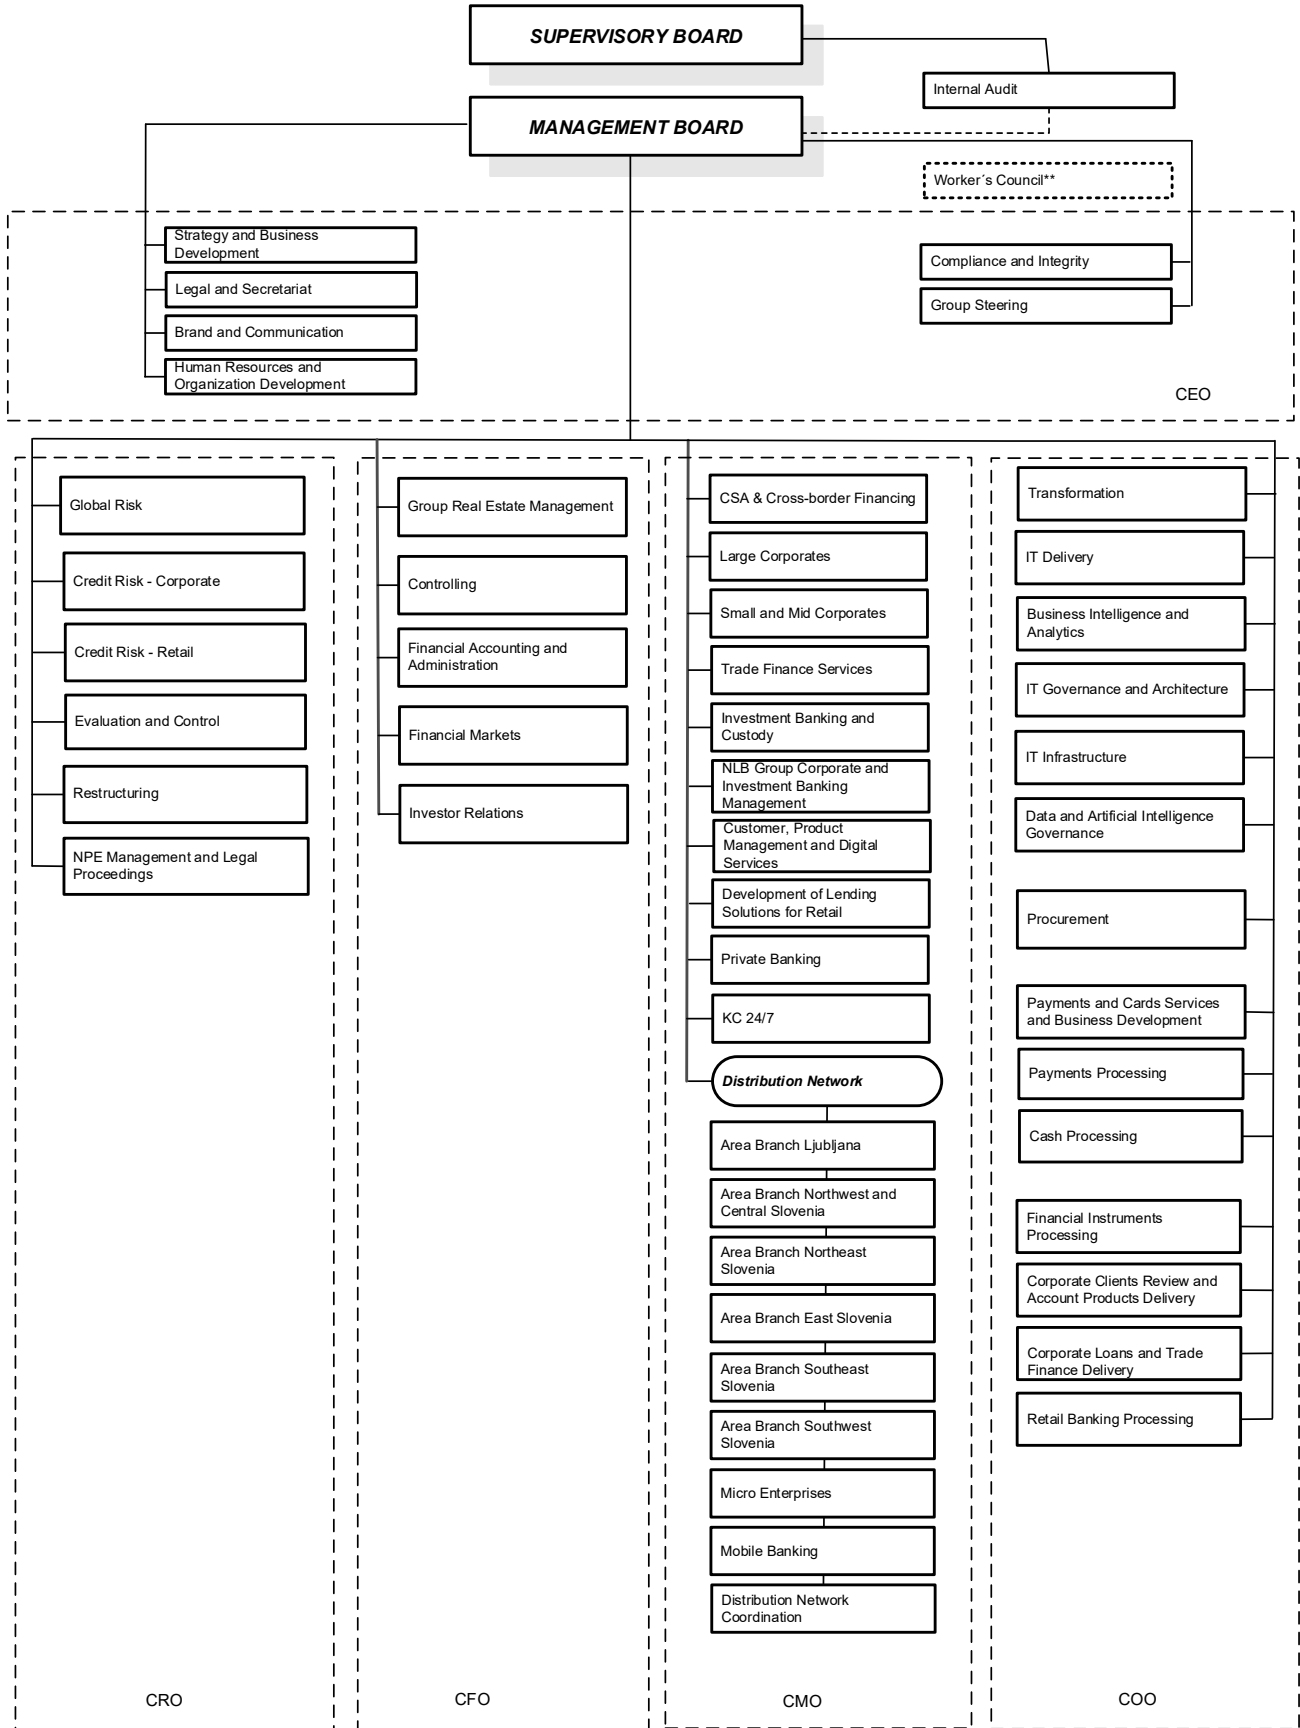 SUPERVISORY BOARD
Internal Audit
MANAGEMENT BOARD
Worker´s Council**
Strategy and Business
Development
Legal and Secretariat
Brand and Communication
Human Resources and
Organization Development
Compliance and Integrity
Group Steering
CEO
Global Risk
Credit Risk - Corporate
Credit Risk - Retail
Evaluation and Control
Restructuring
NPE Management and Legal
Proceedings
CRO
Group Real Estate Management
Controlling
Financial Accounting and
Administration
Financial Markets
Investor Relations
CFO
CSA & Cross-border Financing
Large Corporates
Small and Mid Corporates
Trade Finance Services
Investment Banking and
Custody
NLB Group Corporate and
Investment Banking
Management
Customer, Product
Management and Digital
Services
Development of Lending
Solutions for Retail
Private Banking
KC 24/7
Distribution Network
Area Branch Ljubljana
Area Branch Northwest and
Central Slovenia
Area Branch Northeast
Slovenia
Area Branch East Slovenia
Area Branch Southeast
Slovenia
Area Branch Southwest
Slovenia
Micro Enterprises
Mobile Banking
Distribution Network
Coordination
CMO
Transformation
IT Delivery
Business Intelligence and
Analytics
IT Governance and Architecture
IT Infrastructure
Data and Artificial Intelligence
Governance
Procurement
Payments and Cards Services
and Business Development
Payments Processing
Cash Processing
Financial Instruments
Processing
Corporate Clients Review and
Account Products Delivery
Corporate Loans and Trade
Finance Delivery
Retail Banking Processing
COO